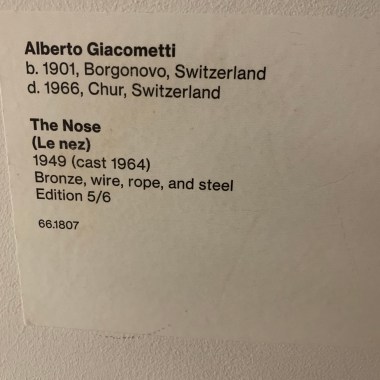 Alberto Giacometti
b. 1901, Borgonovo, Switzerland
d. 1966, Chur, Switzerland
The Nose
(Le nez)
1949 (cast 1964)
Bronze, wire, rope, and steel
Edition 5/6
66.1807